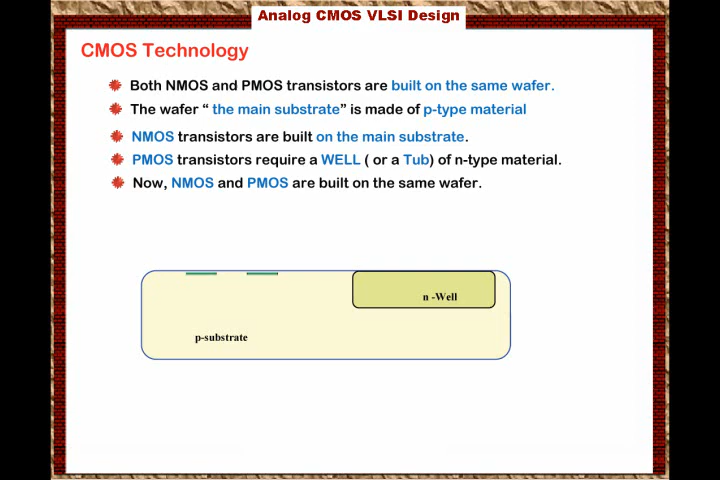 Analog CMOS VLSI Design
CMOS Technology
Both NMOS and PMOS transistors are built on the same wafer.
The wafer “ the main substrate” is made of p-type material
NMOS transistors are built on the main substrate.
PMOS transistors require a WELL ( or a Tub) of n-type material.
Now, NMOS and PMOS are built on the same wafer.
n -Well
p-substrate